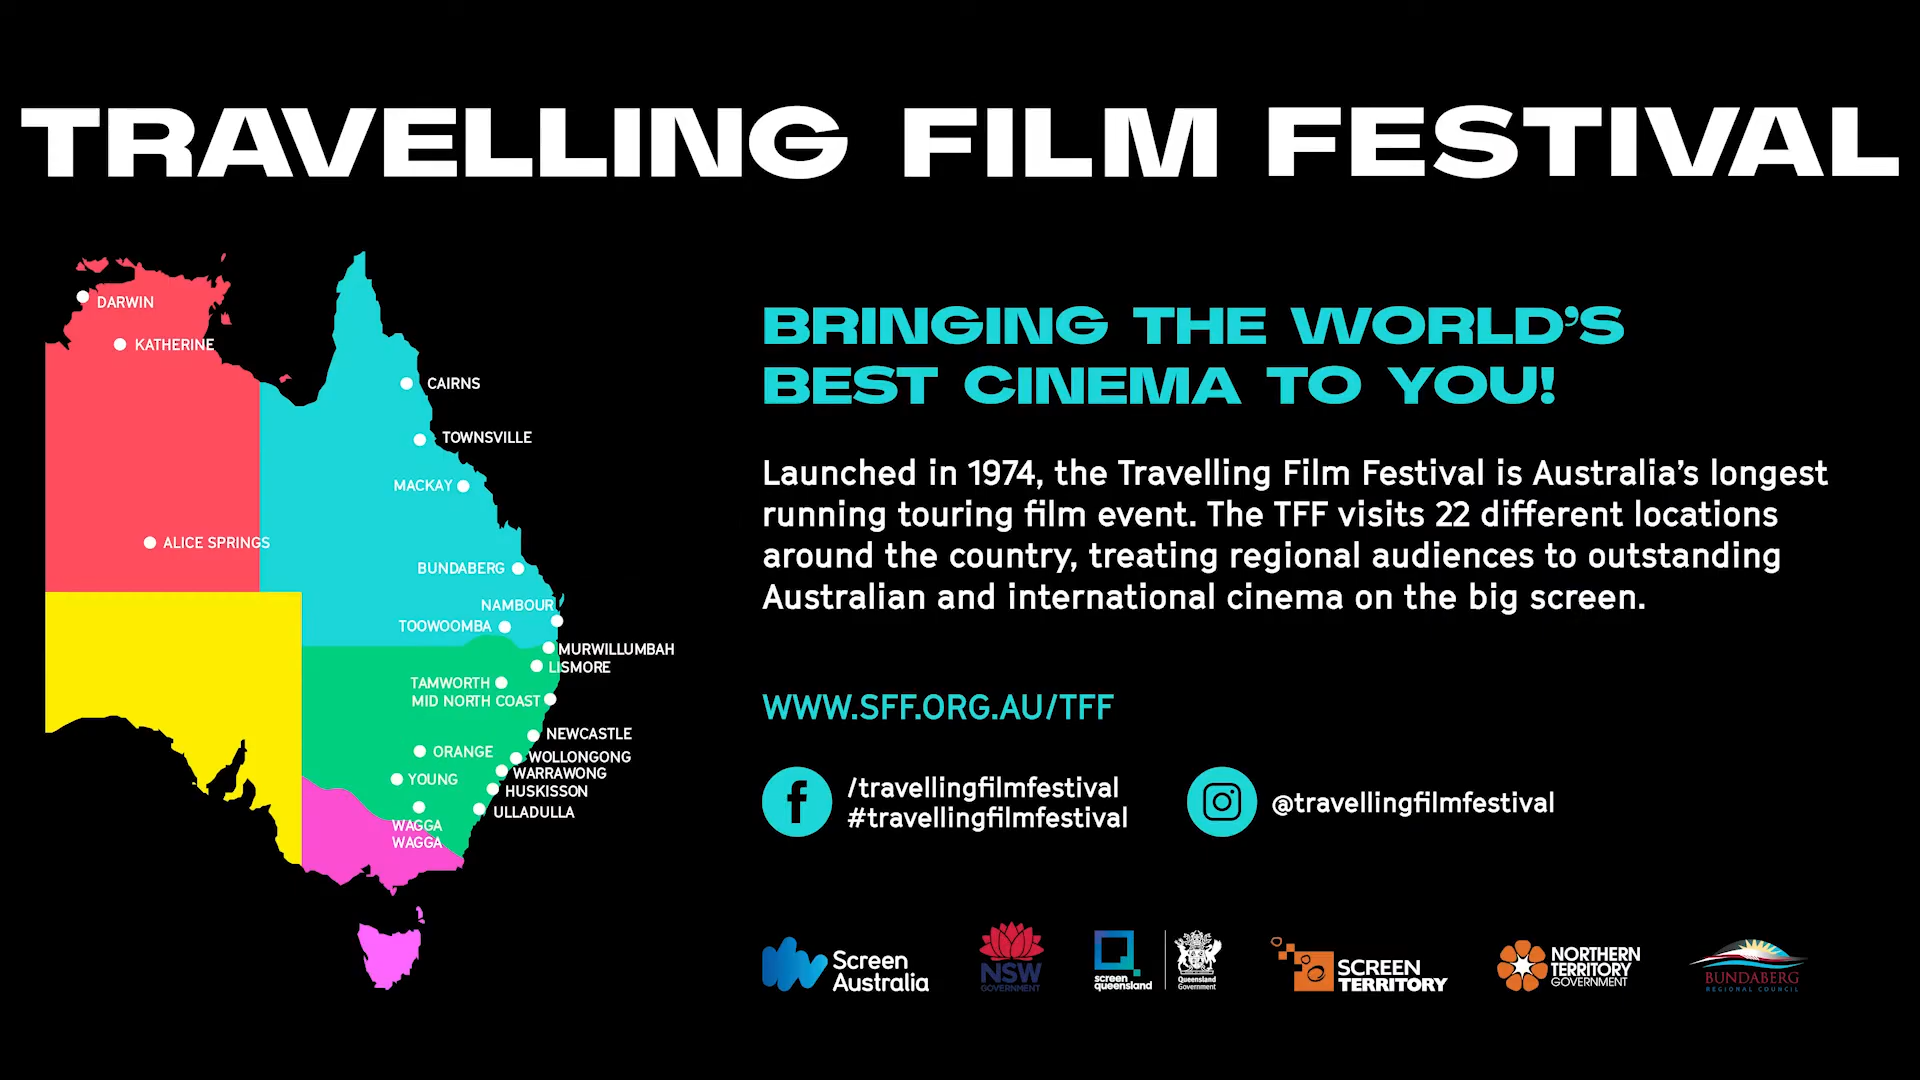 TRAVELLING FILM FESTIVAL
DARWIN
KATHERINE
CAIRNS
TOWNSVILLE
MACKAY
ALICE SPRINGS
BUNDABERG
NAMBOUR
TOOWOOMBA
MURWILLUMBAH
LISMORE
TAMWORTH
MID NORTH COAST
NEWCASTLE
ORANGE
WOLLONGONG
WARRAWONG
YOUNG
HUSKISSON
ULLADULLA
WAGGA
WAGGA
BRINGING THE WORLD'S
BEST CINEMA TO YOU!
Launched in 1974, the Travelling Film Festival is Australia's longest
running touring film event. The TFF visits 22 different locations
around the country, treating regional audiences to outstanding
Australian and international cinema on the big screen.
WWW.SFF.ORG.AU/TFF
/travellingfilmfestival
#travellingfilmfestival
@travellingfilmfestival
Screen
Australia
NSW
GOVERNMENT
screen
queensland
Queensland
Government
SCREEN
TERRITORY
NORTHERN
TERRITORY
GOVERNMENT
BUNDABERG
REGIONAL COUNCIL